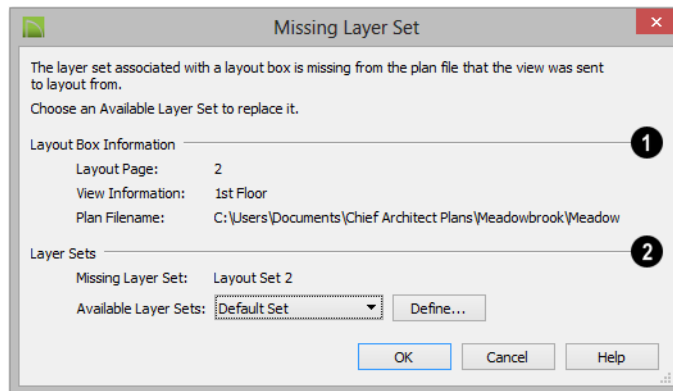 Missing Layer Set
The layer set associated with a layout box is missing from the plan file that the view was sent
to layout from.
Choose an Available Layer Set to replace it.
Layout Box Information
1
Layout Page: 2
View Information: 1st Floor
Plan Filename: C:\Users\Documents\Chief Architect Plans\Meadowbrook\Meadow
Layer Sets
2
Missing Layer Set: Layout Set 2
Available Layer Sets: Default Set Define...
OK Cancel Help